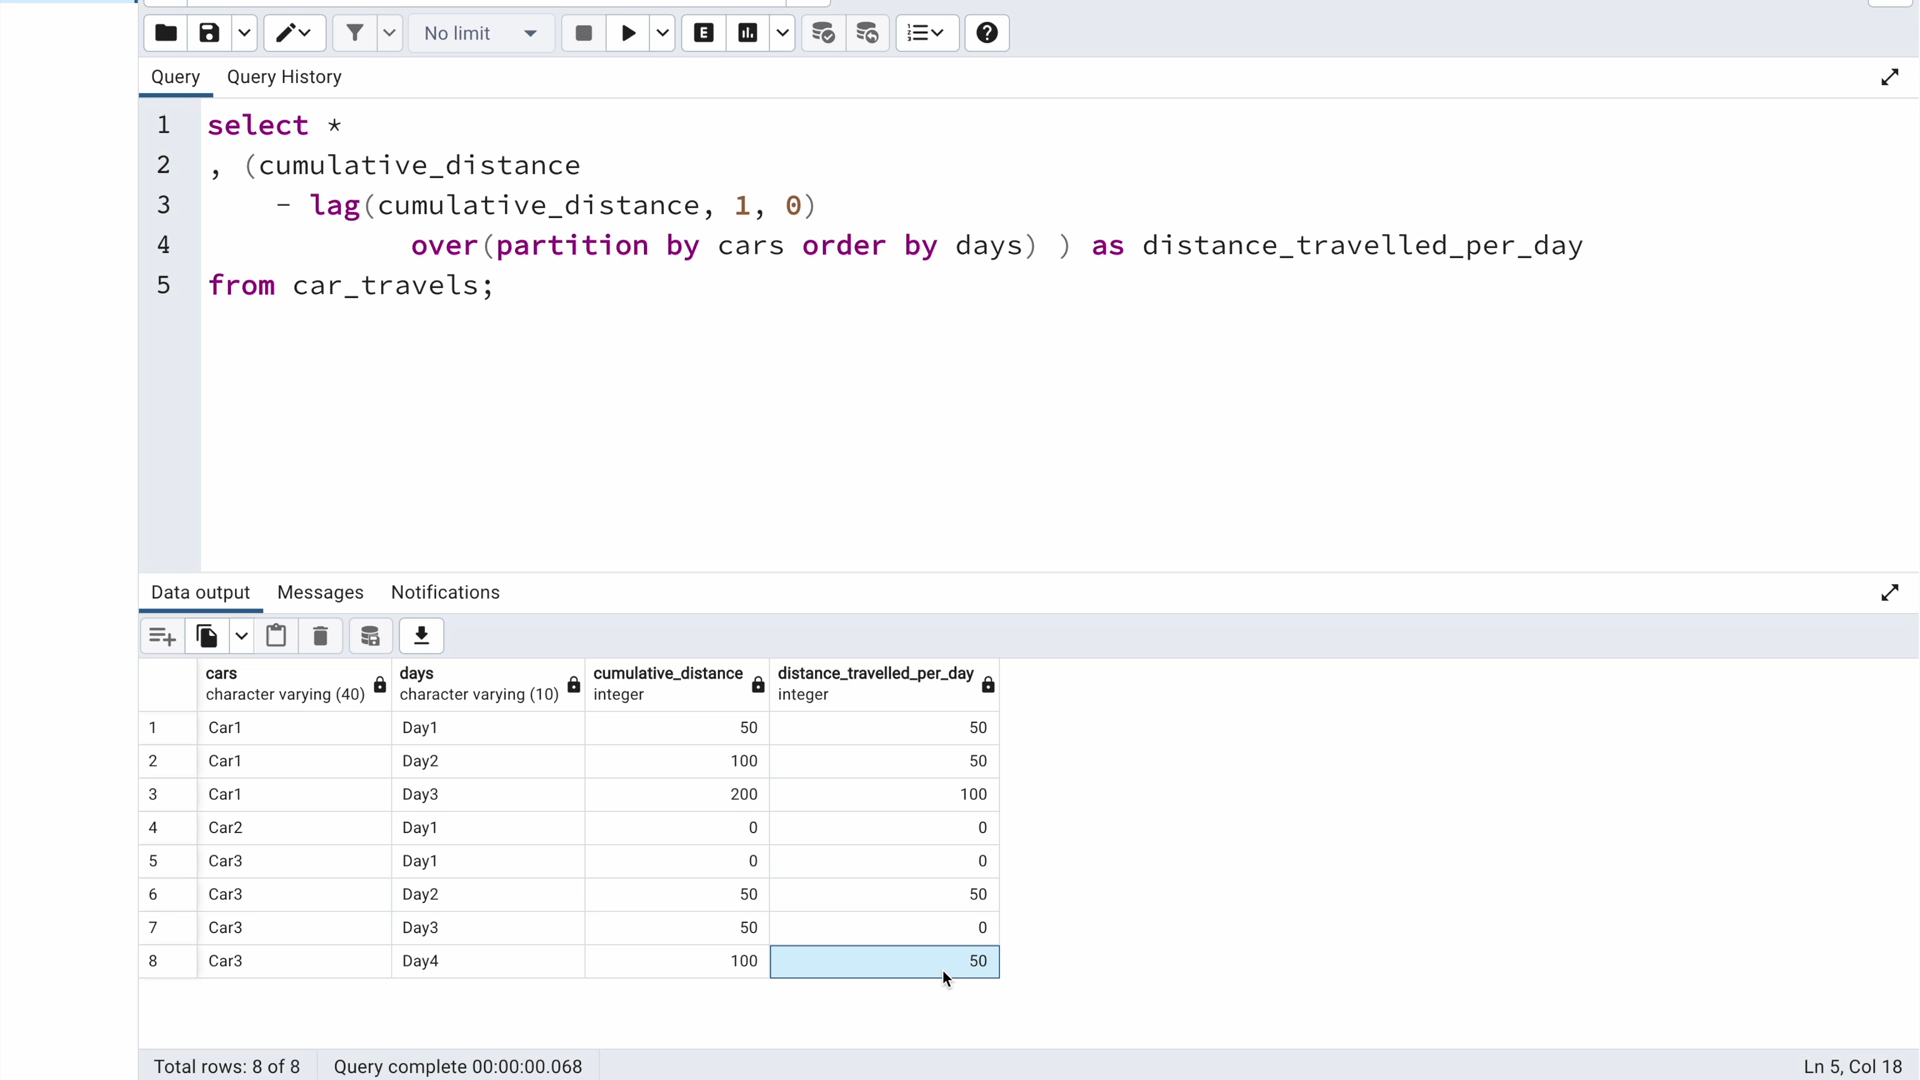 No limit
E
Query Query History
1 select *
2 , (cumulative_distance
3 - lag(cumulative_distance, 1, 0)
4 over(partition by cars order by days) ) as distance_travelled_per_day
5 from car_travels;
Data output Messages Notifications
cars days cumulative_distance distance_travelled_per_day
character varying (40) character varying (10) integer integer
1 Car1 Day1 50 50
2 Car1 Day2 100 50
3 Car1 Day3 200 100
4 Car2 Day1 0 0
5 Car3 Day1 0 0
6 Car3 Day2 50 50
7 Car3 Day3 50 0
8 Car3 Day4 100 50
Total rows: 8 of 8 Query complete 00:00:00.068 Ln 5, Col 18